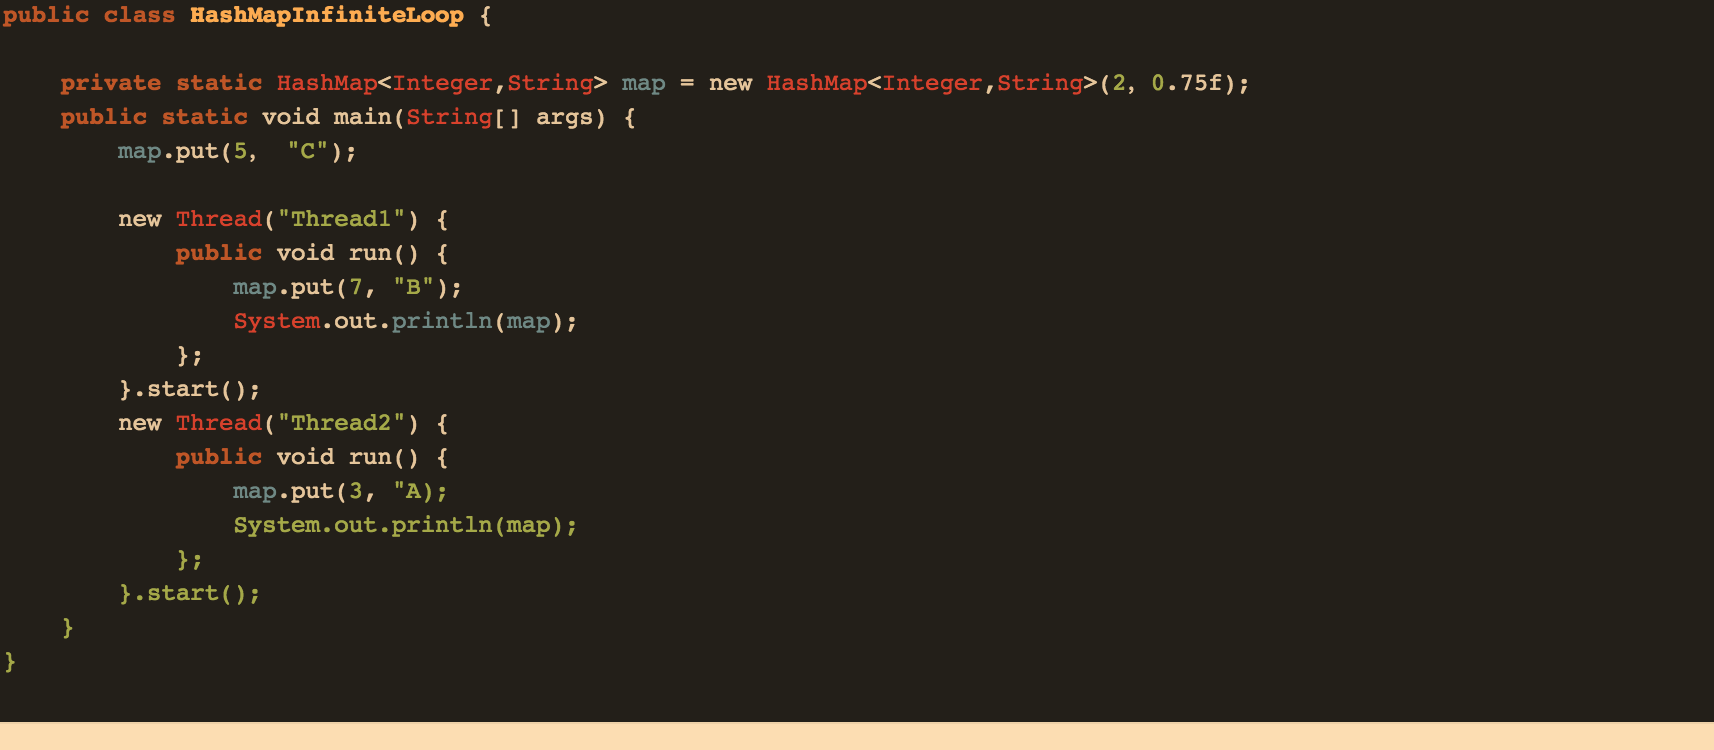 public class HashMapInfiniteLoop {
    private static HashMap<Integer,String> map = new HashMap<Integer,String>(2, 0.75f);
    public static void main(String[] args) {
        map.put(5,  "C");
        new Thread("Thread1") {
            public void run() {
                map.put(7, "B");
                System.out.println(map);
            };
        }.start();
        new Thread("Thread2") {
            public void run() {
                map.put(3, "A);
                System.out.println(map);
            };
        }.start();
    }
}